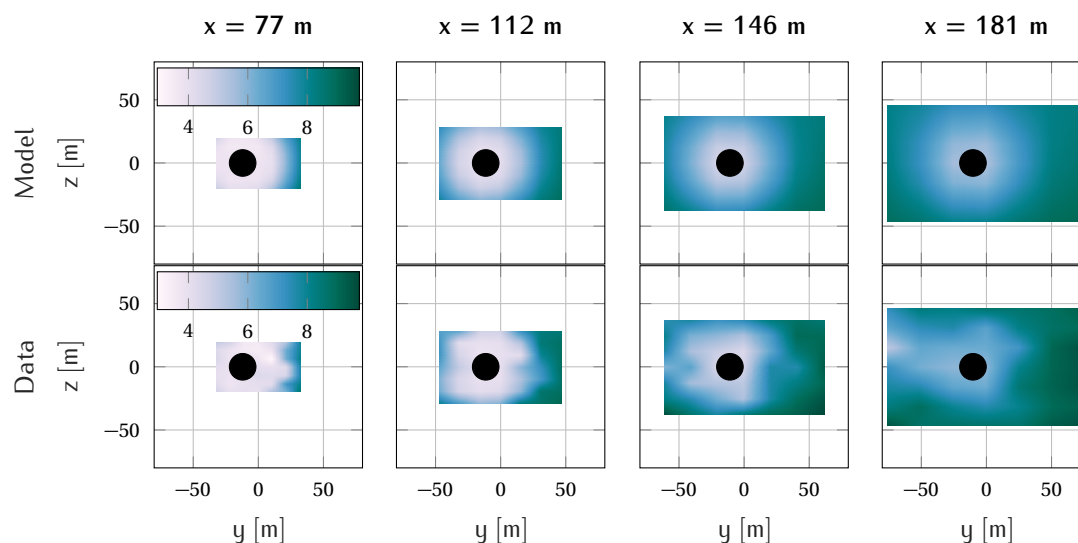 x = 77 m x = 112 m x = 146 m x = 181 m
Model
z [m]
50
0
−50
4 6 8
Data
z [m]
50
0
−50
4 6 8
−50 0 50 −50 0 50 −50 0 50 −50 0 50
y [m] y [m] y [m] y [m]